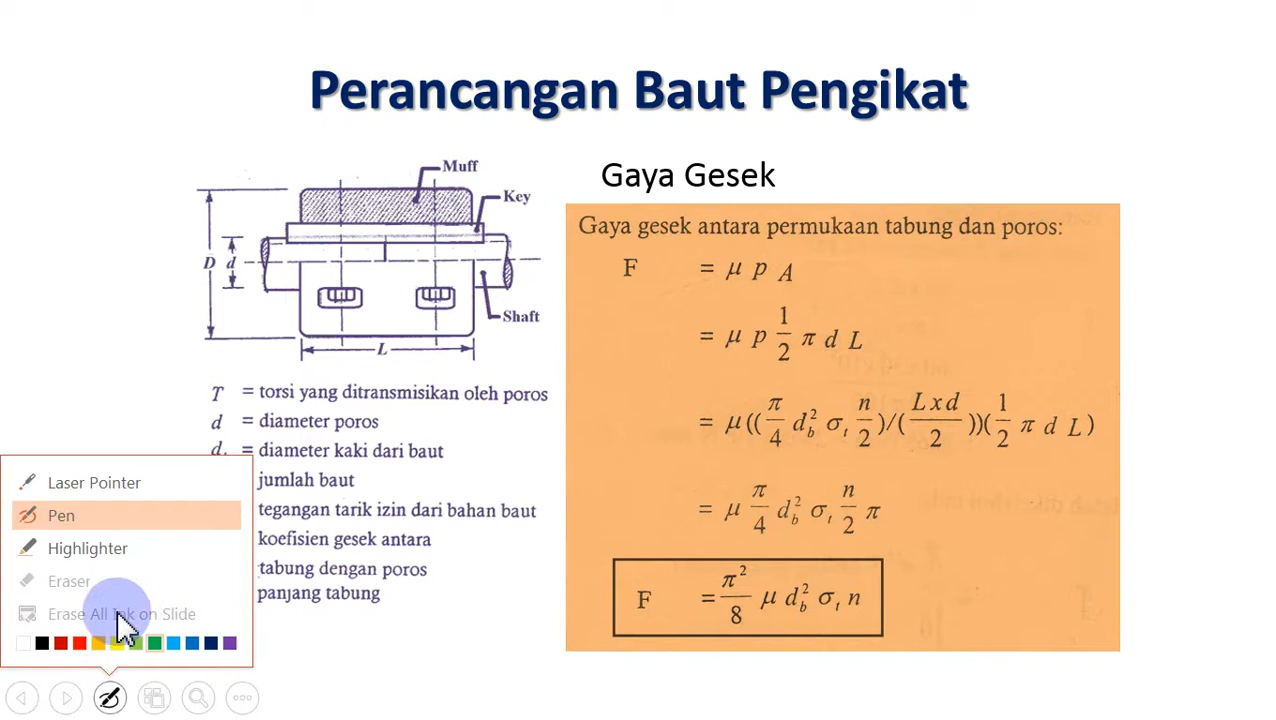 Perancangan Baut Pengikat
Muff
Key
D
d
Shaft
L
T = torsi yang ditransmisikan oleh poros
d = diameter poros
d = diameter kaki dari baut
jumlah baut
tegangan tarik izin dari bahan baut
koefisien gesek antara
tabung dengan poros
panjang tabung
Gaya Gesek
Gaya gesek antara permukaan tabung dan poros:
F = μ p A
= μ p 1/2 π d L
= μ((π/4 d_b² σ_t n/2)/(Lxd/2))(1/2 π d L)
= μ π/4 d_b² σ_t n/2 π
F = π²/8 μ d_b² σ_t n
Laser Pointer
Pen
Highlighter
Eraser
Erase All Ink on Slide